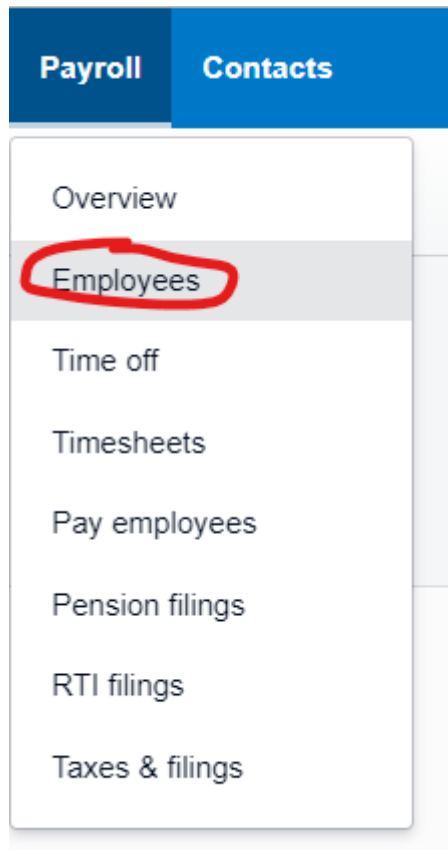 Payroll Contacts
Overview
Employees
Time off
Timesheets
Pay employees
Pension filings
RTI filings
Taxes & filings